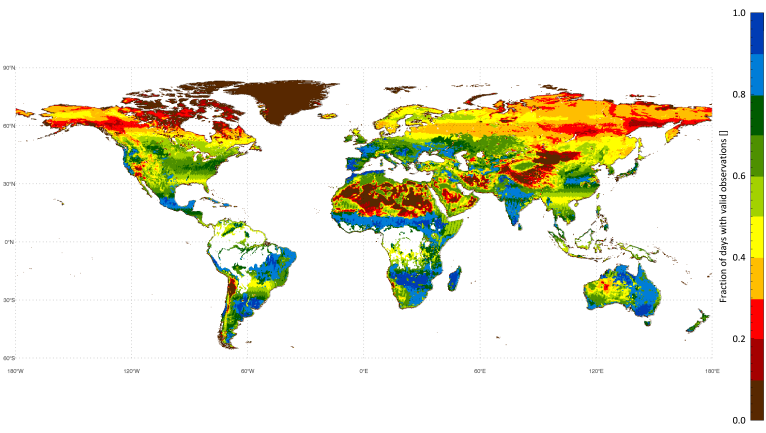 1.0
90°N
0.8
60°N
0.6
30°N
Fraction of days with valid observations []
0°N
0.4
30°S
0.2
60°S
180°W 120°W 60°W 0°E 60°E 120°E 180°E
0.0